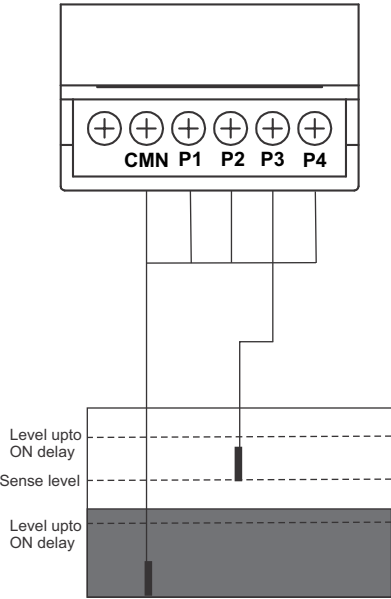 CMN P1 P2 P3 P4
Level upto
ON delay
Sense level
Level upto
ON delay